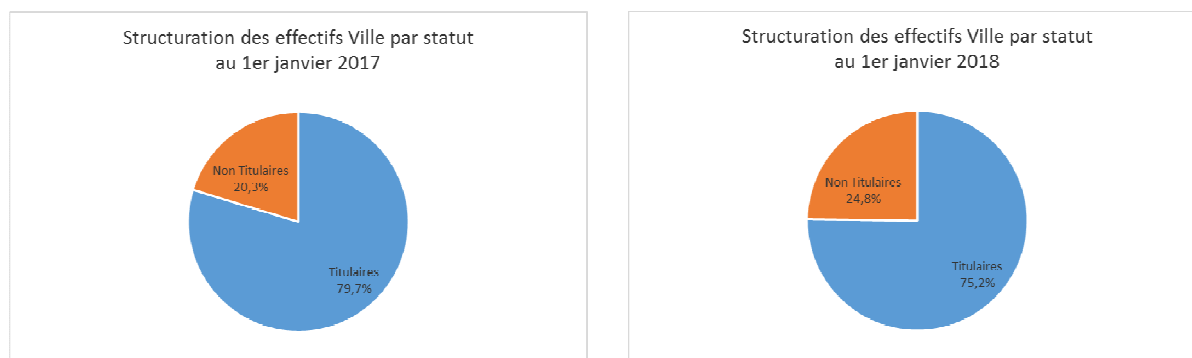 Structuration des effectifs Ville par statut
au 1er janvier 2017
Non Titulaires
20,3%
Titulaires
79,7%
Structuration des effectifs Ville par statut
au 1er janvier 2018
Non Titulaires
24,8%
Titulaires
75,2%